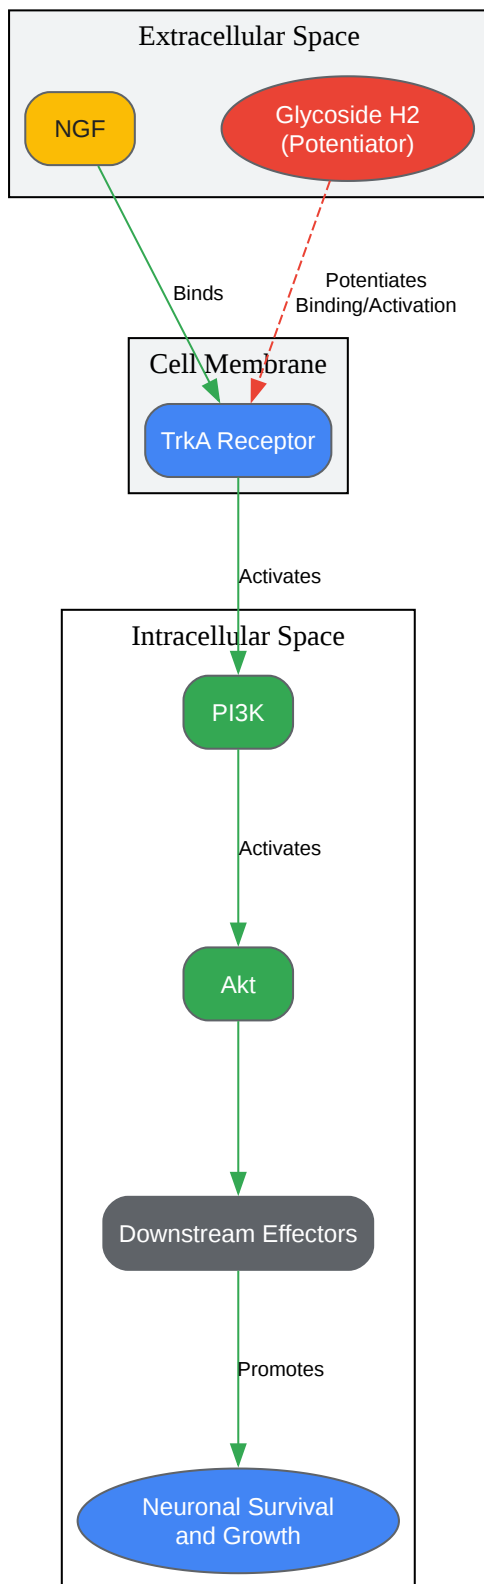 Extracellular Space
NGF
Glycoside H2
(Potentiator)
Binds
Potentiates
Binding/Activation
Cell Membrane
TrkA Receptor
Activates
Intracellular Space
PI3K
Activates
Akt
Downstream Effectors
Promotes
Neuronal Survival
and Growth